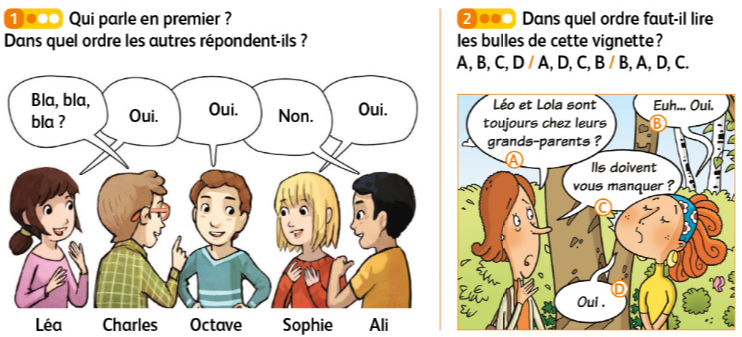 1 Qui parle en premier ?
Dans quel ordre les autres répondent-ils ?
Bla, bla,
bla ?
Oui.
Oui.
Non.
Oui.
Léa Charles Octave Sophie Ali
2 Dans quel ordre faut-il lire
les bulles de cette vignette ?
A, B, C, D / A, D, C, B / B, A, D, C.
Léo et Lola sont
toujours chez leurs
grands-parents ?
A
Euh... Oui.
B
Ils doivent
vous manquer ?
C
Oui .
D